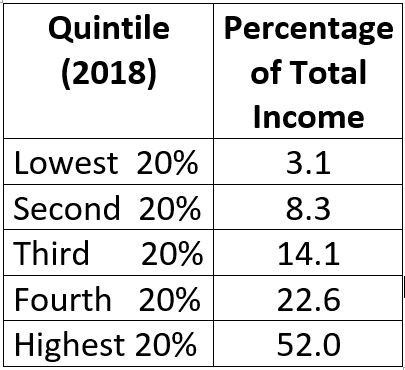 Quintile (2018) Percentage of Total Income
Lowest 20% 3.1
Second 20% 8.3
Third 20% 14.1
Fourth 20% 22.6
Highest 20% 52.0